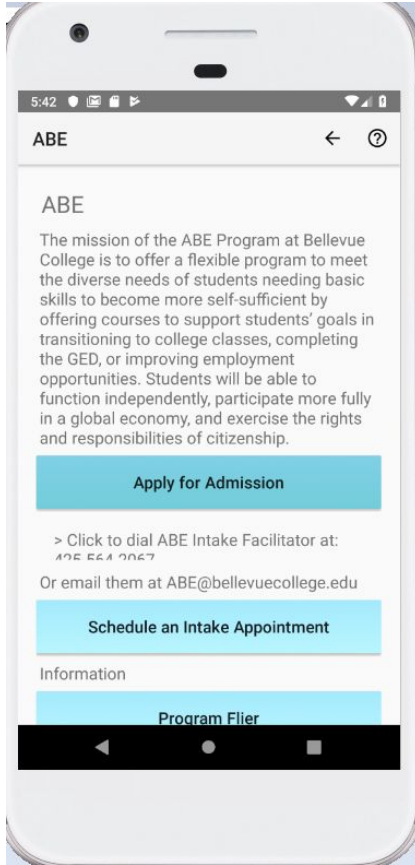 5:42
ABE
ABE
The mission of the ABE Program at Bellevue
College is to offer a flexible program to meet
the diverse needs of students needing basic
skills to become more self-sufficient by
offering courses to support students’ goals in
transitioning to college classes, completing
the GED, or improving employment
opportunities. Students will be able to
function independently, participate more fully
in a global economy, and exercise the rights
and responsibilities of citizenship.
Apply for Admission
> Click to dial ABE Intake Facilitator at:
425 564 2067
Or email them at ABE@bellevuecollege.edu
Schedule an Intake Appointment
Information
Program Flier